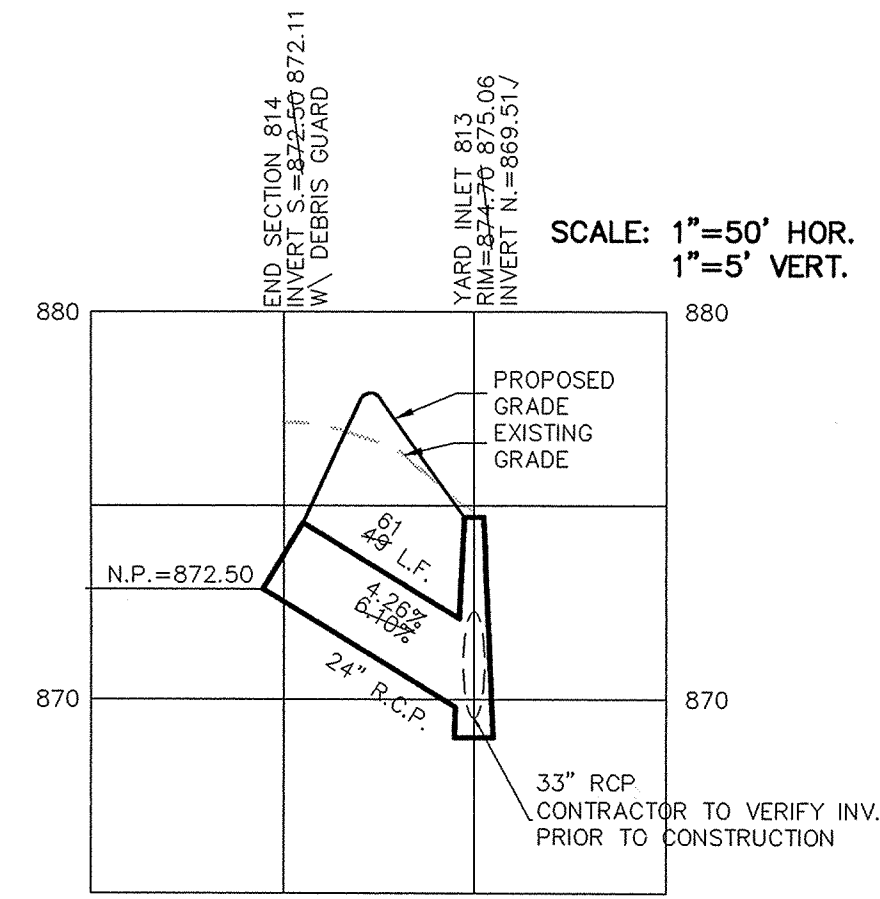 END SECTION 814
INVERT S.=872.50 872.11
W\ DEBRIS GUARD
YARD INLET 813
RIM=874.70 875.06
INVERT N.=869.51✓
SCALE: 1"=50' HOR.
1"=5' VERT.
880
880
PROPOSED
GRADE
EXISTING
GRADE
61
49 L.F.
N.P.=872.50
4.26%
6.10%
24" R.C.P.
870
870
33" RCP
CONTRACTOR TO VERIFY INV.
PRIOR TO CONSTRUCTION